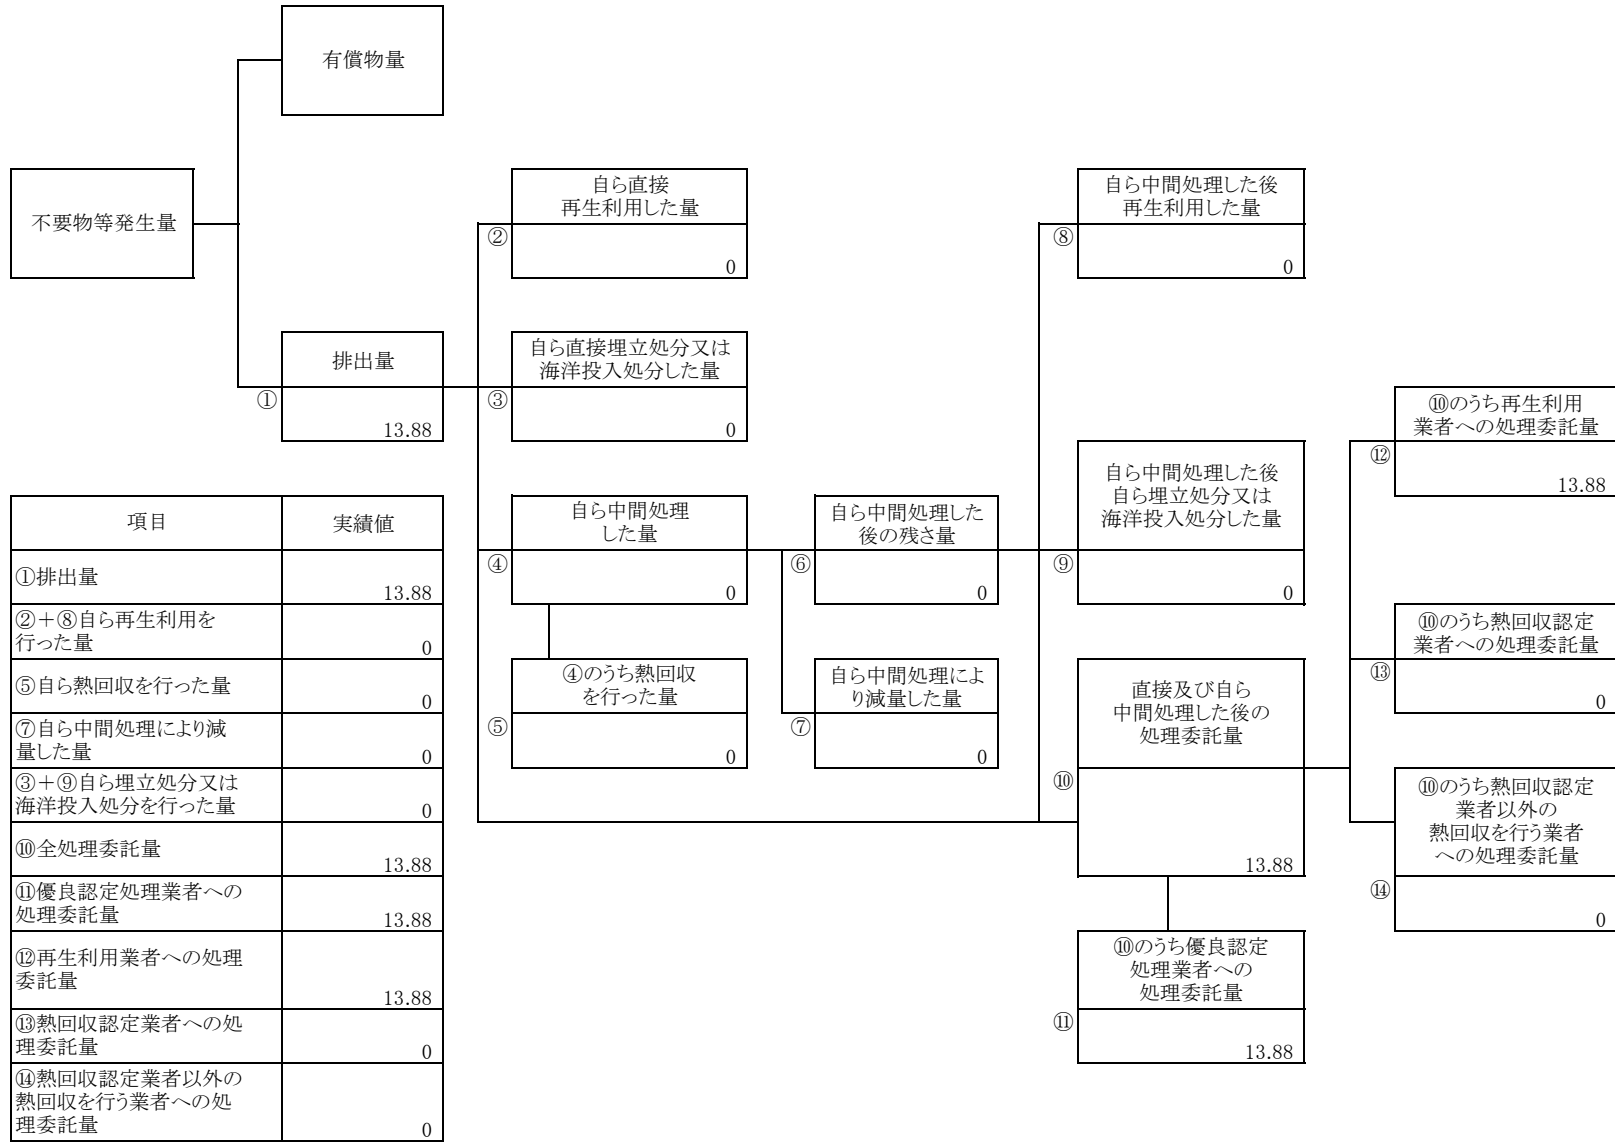 有償物量
不要物等発生量
自ら直接
再生利用した量
②
0
自ら中間処理した後
再生利用した量
⑧
0
排出量
①
13.88
自ら直接埋立処分又は
海洋投入処分した量
③
0
自ら中間処理
した量
④
0
自ら中間処理した
後の残さ量
⑥
0
自ら中間処理した後
自ら埋立処分又は
海洋投入処分した量
⑨
0
⑩のうち再生利用
業者への処理委託量
⑫
13.88
④のうち熱回収
を行った量
⑤
0
自ら中間処理によ
り減量した量
⑦
0
直接及び自ら
中間処理した後の
処理委託量
⑩
13.88
⑩のうち熱回収認定
業者への処理委託量
⑬
0
⑩のうち熱回収認定
業者以外の
熱回収を行う業者
への処理委託量
⑭
0
⑩のうち優良認定
処理業者への
処理委託量
⑪
13.88
項目 実績値
①排出量 13.88
②+⑧自ら再生利用を
行った量 0
⑤自ら熱回収を行った量 0
⑦自ら中間処理により減
量した量 0
③+⑨自ら埋立処分又は
海洋投入処分を行った量 0
⑩全処理委託量 13.88
⑪優良認定処理業者への
処理委託量 13.88
⑫再生利用業者への処理
委託量 13.88
⑬熱回収認定業者への処
理委託量 0
⑭熱回収認定業者以外の
熱回収を行う業者への処
理委託量 0